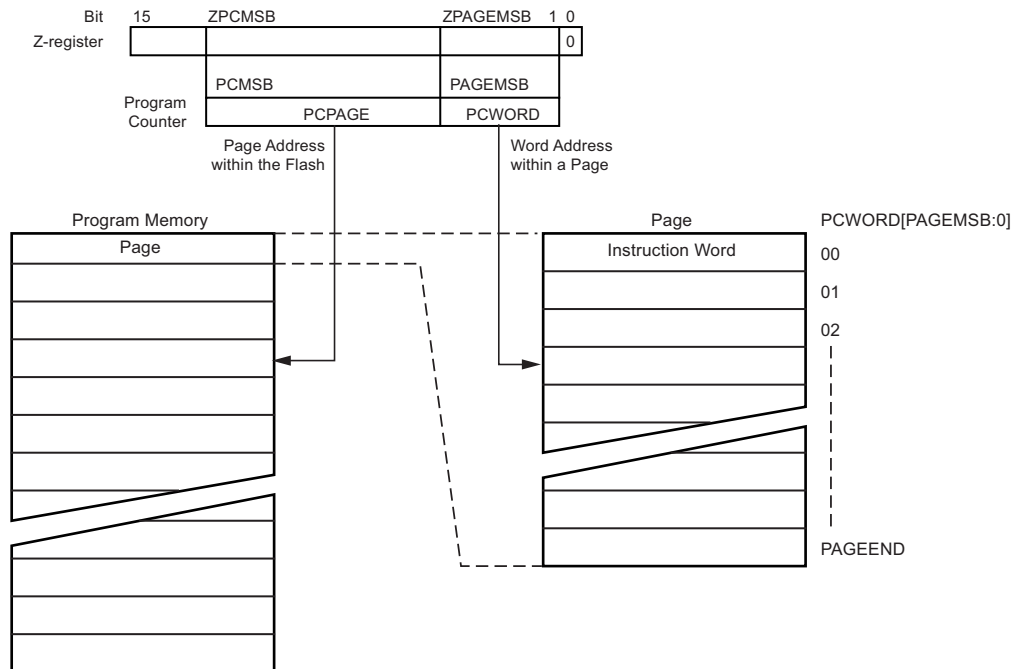 Bit 15 ZPCMSB ZPAGEMSB 1 0
Z-register 0
PCMSB PAGEMSB
Program
Counter
PCPAGE PCWORD
Page Address
within the Flash
Word Address
within a Page
Program Memory
Page
Page
Instruction Word
PCWORD[PAGEMSB:0]
00
01
02
PAGEEND